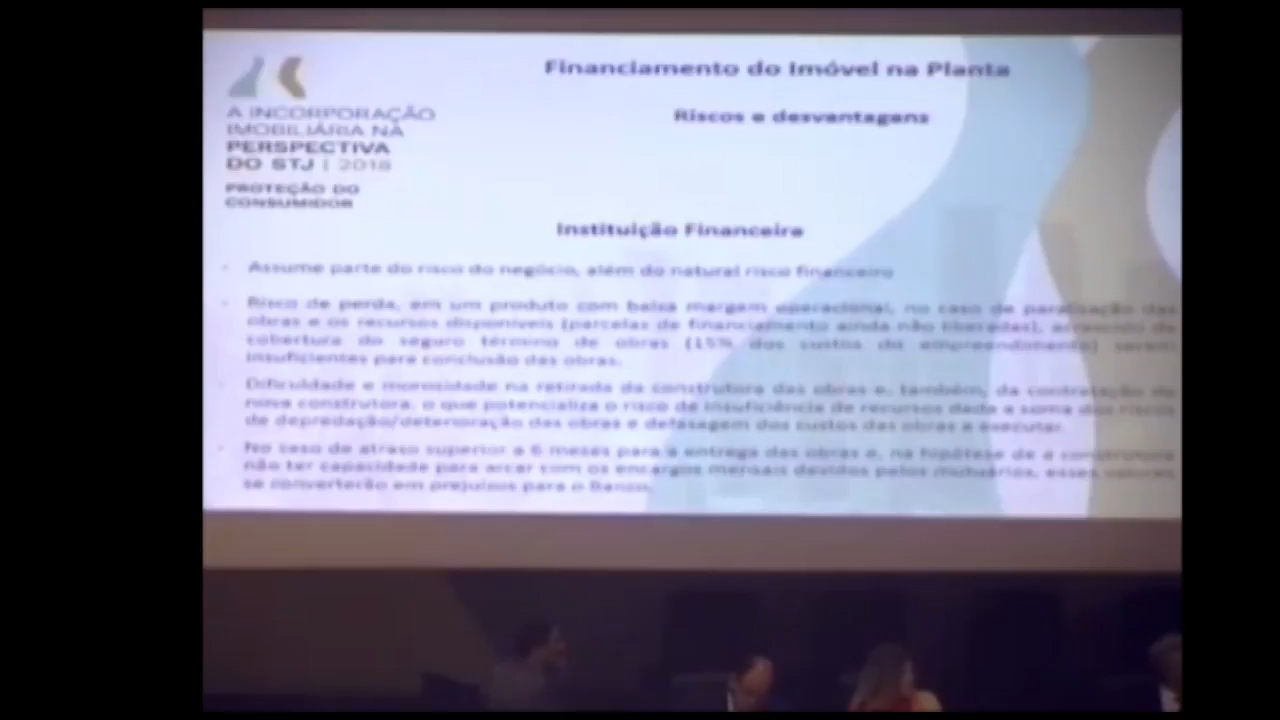 Financiamento do Imóvel na Planta
Riscos e desvantagens
A INCORPORAÇÃO
IMOBILIÁRIA NA
PERSPECTIVA
DO STJ | 2018
PROTEÇÃO DO
CONSUMIDOR
Instituição Financeira
- Assume parte do risco do negócio, além do natural risco financeiro
- Risco de perda, em um produto com baixa margem operacional, no caso de paralisação das
obras e os recursos disponíveis (parcelas de financiamento ainda não liberadas), acrescido da
cobertura do seguro término de obras (15% dos custos do empreendimento) serem
insuficientes para conclusão das obras.
- Dificuldade e morosidade na retirada da construtora das obras e, também, da contratação de
nova construtora, o que potencializa o risco de insuficiência de recursos dada a soma dos riscos
de depredação/deterioração das obras e defasagem dos custos das obras a executar.
- No caso de atraso superior a 6 meses para a entrega das obras e, na hipótese de a construtora
não ter capacidade para arcar com os encargos mensais devidos pelos mutuários, esses valores
se converterão em prejuízos para o Banco.